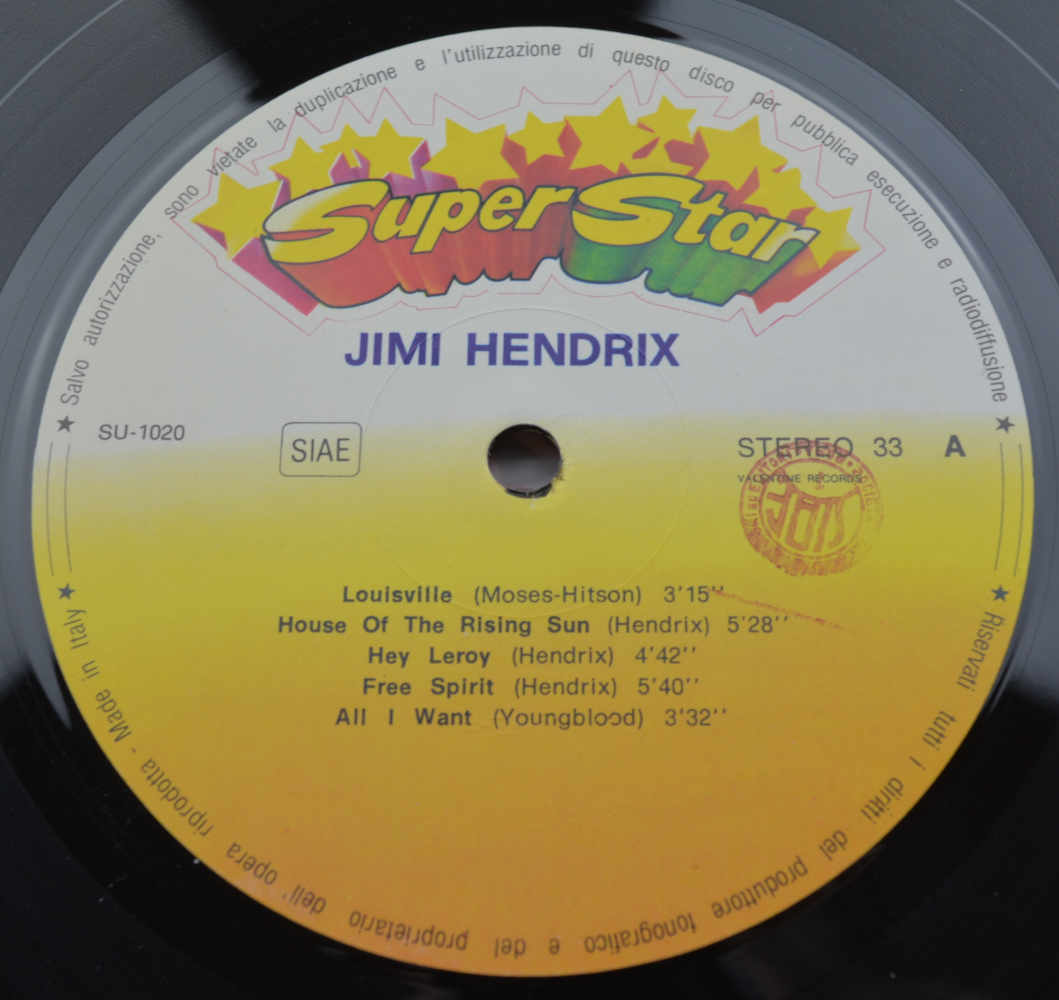 Salvo autorizzazione, sono vietate la duplicazione e l'utilizzazione di questo disco per pubblica esecuzione e radiodiffusione
Super Star
JIMI HENDRIX
SU-1020
SIAE
STEREO 33 A
VALENTINE RECORDS
Louisville (Moses-Hitson) 3'15''
House Of The Rising Sun (Hendrix) 5'28''
Hey Leroy (Hendrix) 4'42''
Free Spirit (Hendrix) 5'40''
All I Want (Youngblood) 3'32''
Riservati tutti i diritti del produttore fonografico e del proprietario dell'opera riprodotta - Made in Italy